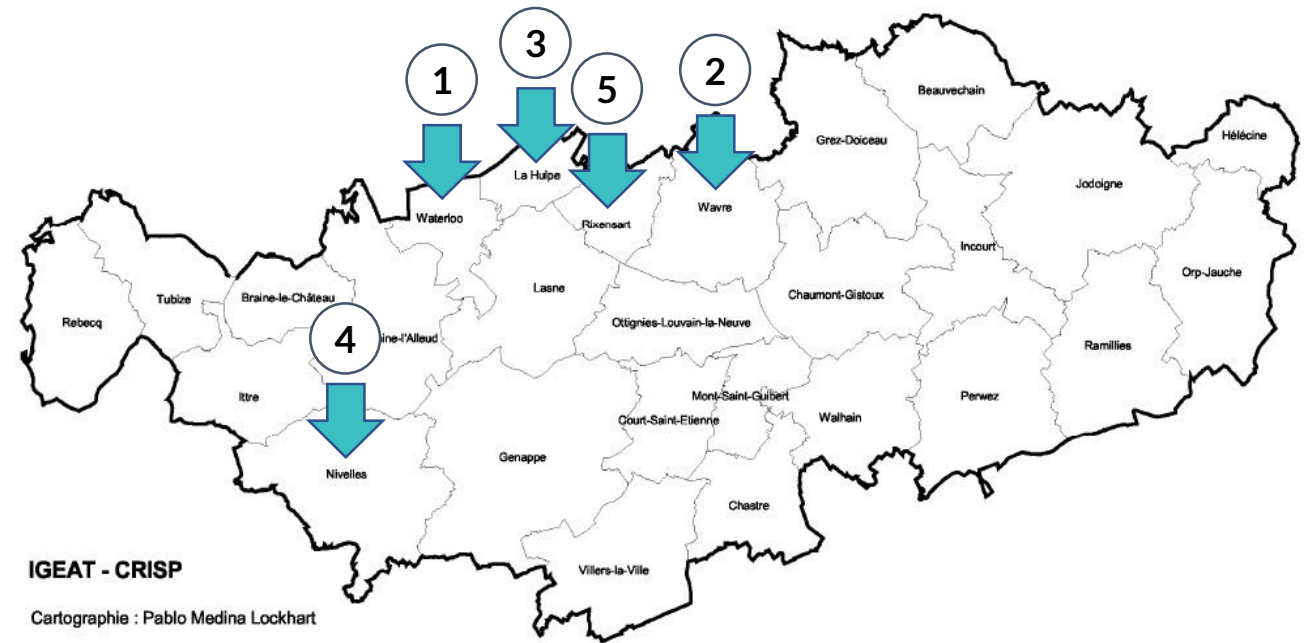 3
1
5
2
Beauvechain
Hélécine
Grez-Doiceau
La Hulpe
Jodoigne
Wavre
Waterloo
Rixensart
Incourt
Orp-Jauche
Lasne
Chaumont-Gistoux
Braine-le-Château
Tubize
Rebecq
Ottignies-Louvain-la-Neuve
4
ine-l'Alleud
Ramillies
Mont-Saint-Guibert
Perwez
Ittre
Court-Saint-Etienne
Walhain
Genappe
Nivelles
Chastre
Villers-la-Ville
IGEAT - CRISP
Cartographie : Pablo Medina Lockhart